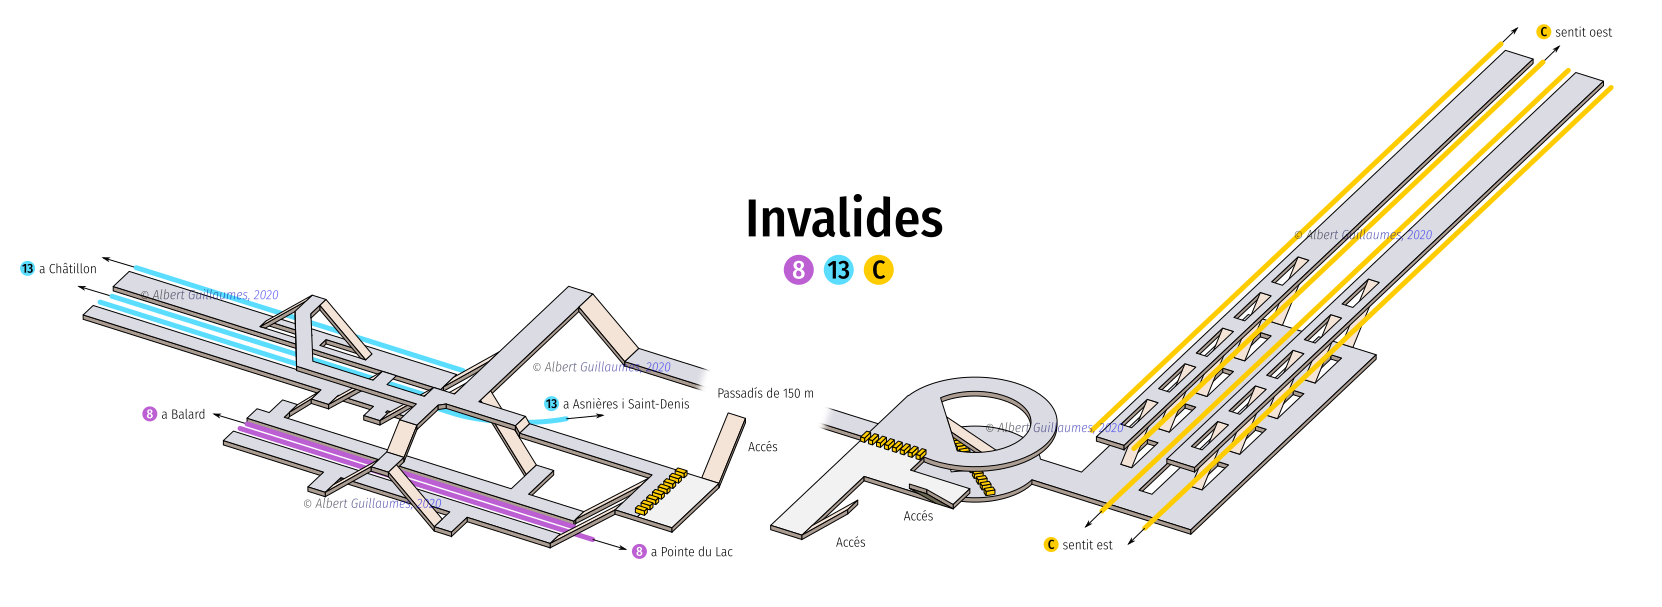 C sentit oest
Invalides
8 13 C
© Albert Guillaumes, 2020
13 a Châtillon
© Albert Guillaumes, 2020
© Albert Guillaumes, 2020
Passadís de 150 m
13 a Asnières i Saint-Denis
8 a Balard
© Albert Guillaumes, 2020
Accés
© Albert Guillaumes, 2020
Accés
Accés
C sentit est
8 a Pointe du Lac